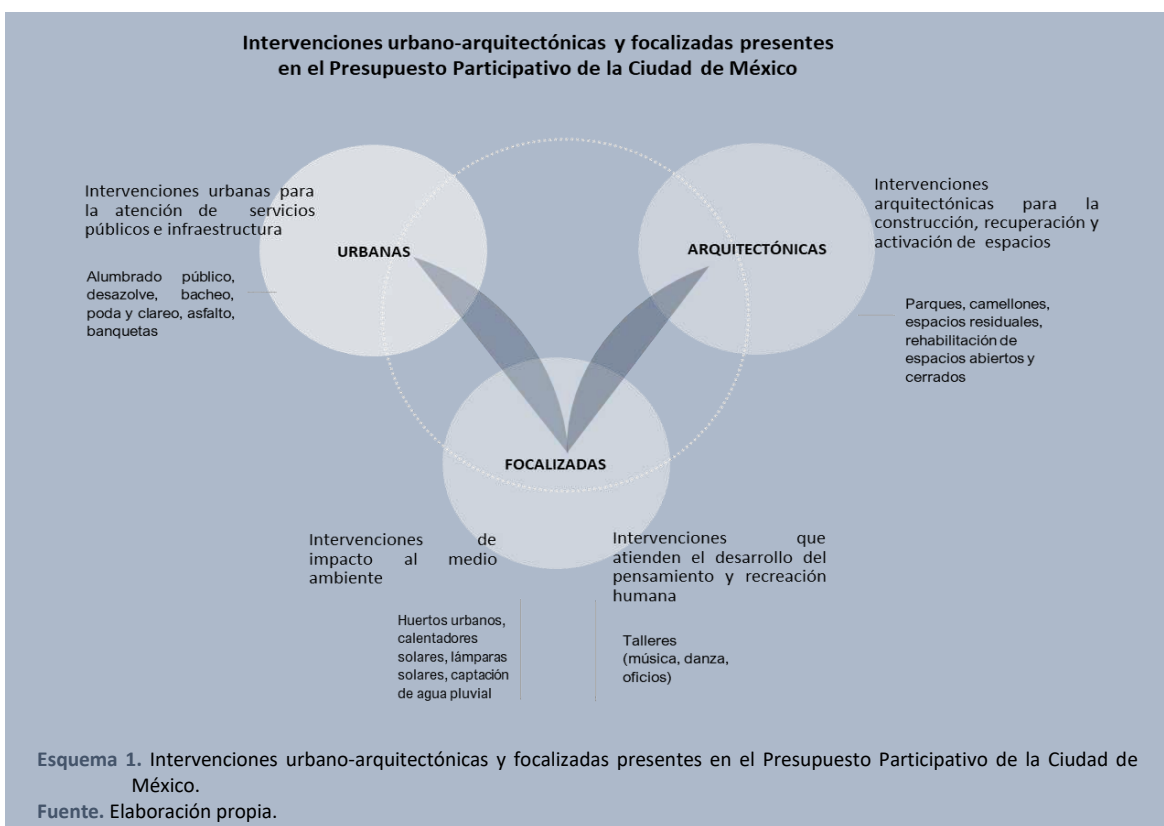 Intervenciones urbano-arquitectónicas y focalizadas presentes
en el Presupuesto Participativo de la Ciudad de México
Intervenciones urbanas para
la atención de servicios
públicos e infraestructura
Alumbrado público,
desazolve, bacheo,
poda y clareo, asfalto,
banquetas
URBANAS
ARQUITECTÓNICAS
Intervenciones
arquitectónicas para la
construcción, recuperación y
activación de espacios
Parques, camellones,
espacios residuales,
rehabilitación de
espacios abiertos y
cerrados
FOCALIZADAS
Intervenciones de
impacto al medio
ambiente
Huertos urbanos,
calentadores
solares, lámparas
solares, captación
de agua pluvial
Intervenciones que
atienden el desarrollo del
pensamiento y recreación
humana
Talleres
(música, danza,
oficios)
Esquema 1. Intervenciones urbano-arquitectónicas y focalizadas presentes en el Presupuesto Participativo de la Ciudad de
México.
Fuente. Elaboración propia.